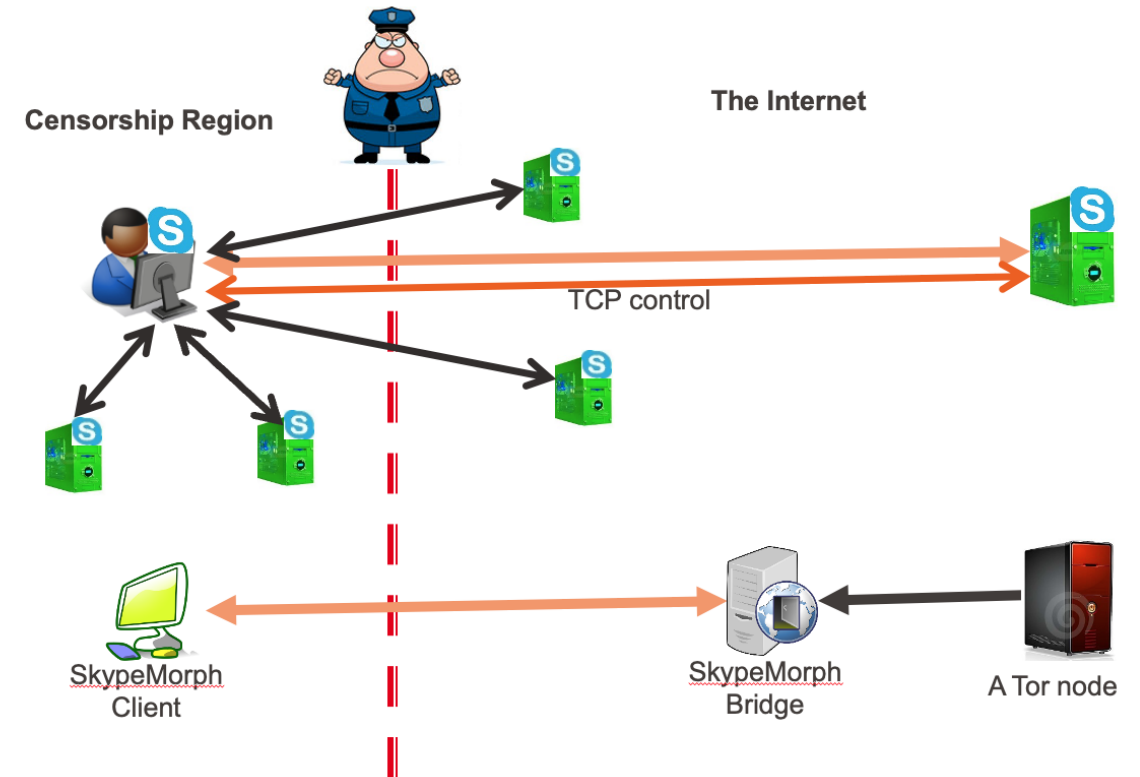 The Internet
Censorship Region
S
S
S
S
TCP control
S
S
S
SkypeMorph
Client
SkypeMorph
Bridge
A Tor node